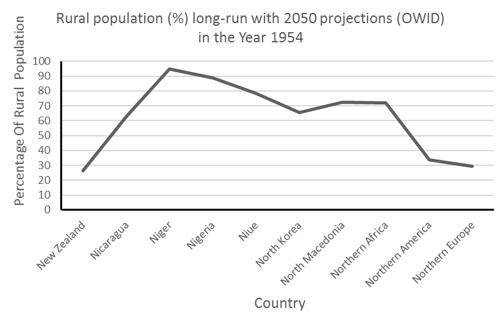 Rural population (%) long-run with 2050 projections (OWID)
in the Year 1954
Percentage Of Rural Population
100
90
80
70
60
50
40
30
20
10
0
New Zealand
Nicaragua
Niger
Nigeria
Niue
North Korea
North Macedonia
Northern Africa
Northern America
Northern Europe
Country